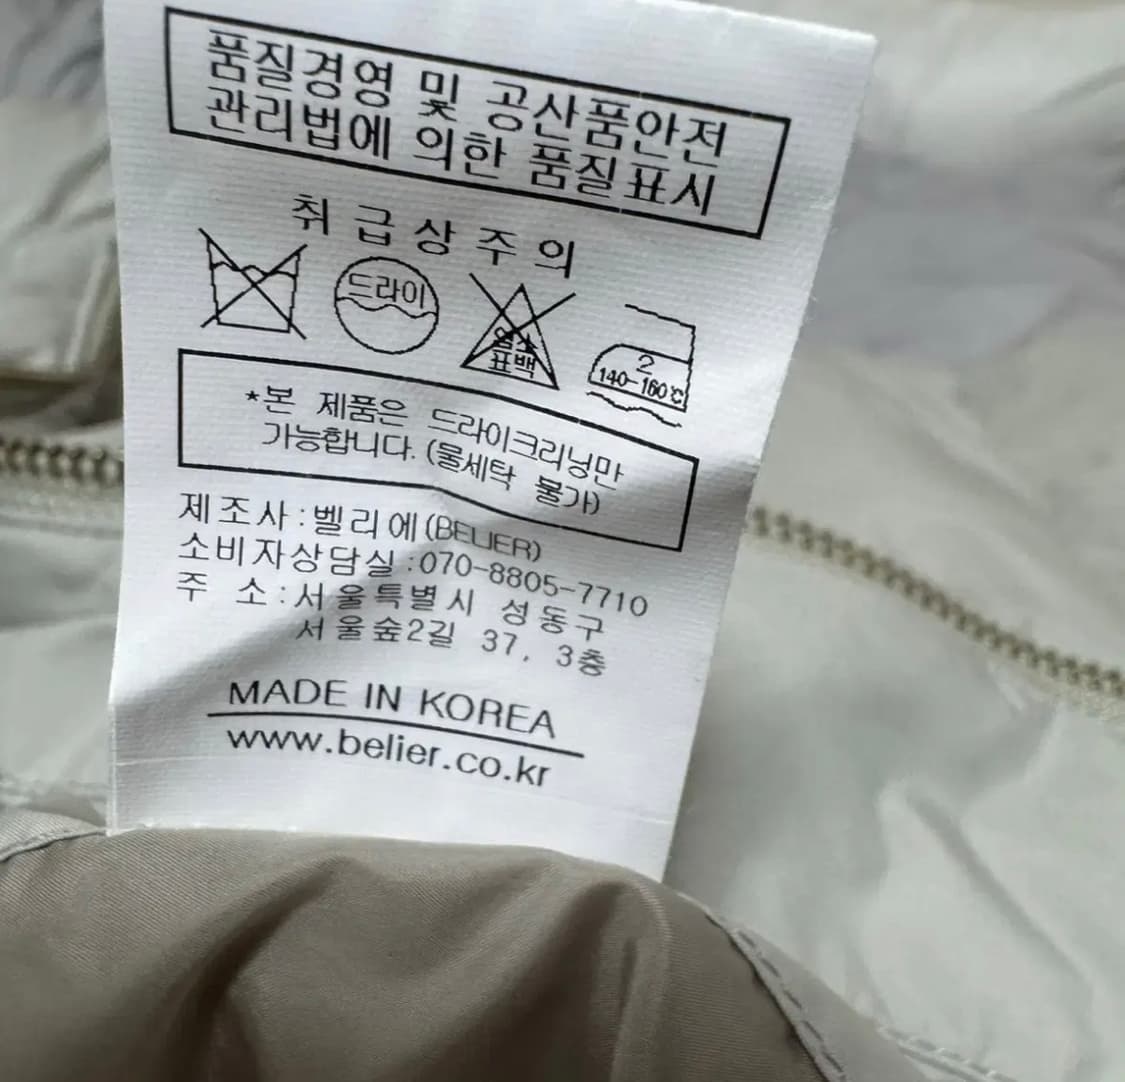 품질경영 및 공산품안전
관리법에 의한 품질표시
취급상주의
드라이
염소
표백
2
140-160℃
*본 제품은 드라이크리닝만
가능합니다. (물세탁 불가)
제조사:벨리에(BELIER)
소비자상담실:070-8805-7710
주 소:서울특별시 성동구
서울숲2길 37, 3층
MADE IN KOREA
www.belier.co.kr